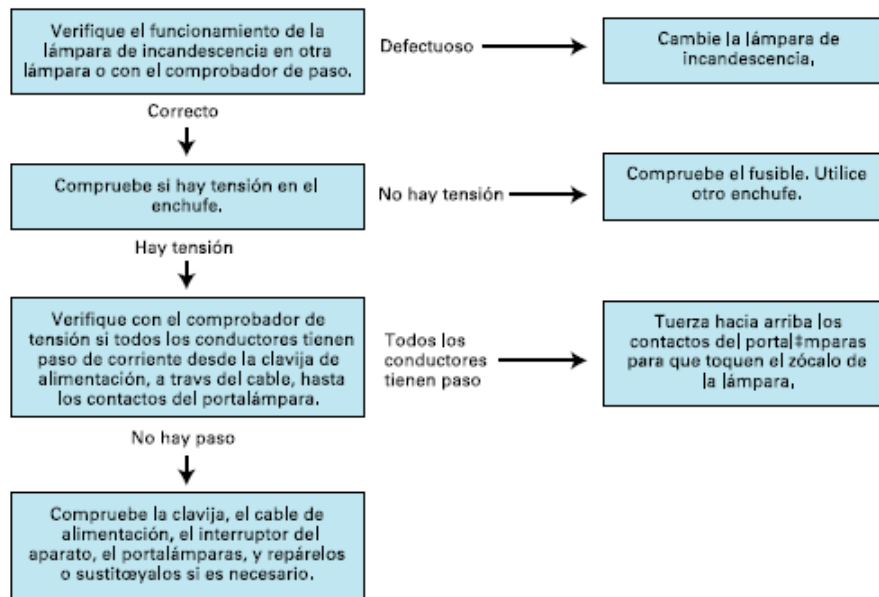 Verifique el funcionamiento de la
lámpara de incandescencia en otra
lámpara o con el comprobador de paso.
Defectuoso
Cambie la lámpara de
incandescencia,
Correcto
Compruebe si hay tensión en el
enchufe.
No hay tensión
Compruebe el fusible. Utilice
otro enchufe.
Hay tensión
Verifique con el comprobador de
tensión si todos los conductores tienen
paso de corriente desde la clavija de
alimentación, a travs del cable, hasta
los contactos del portalámpara.
Todos los
conductores
tienen paso
Tuerza hacia arriba los
contactos del portal‡mparas
para que toquen el zócalo de
la lámpara,
No hay paso
Compruebe la clavija, el cable de
alimentación, el interruptor del
aparato, el portalámparas, y repárelos
o sustitœyalos si es necesario.